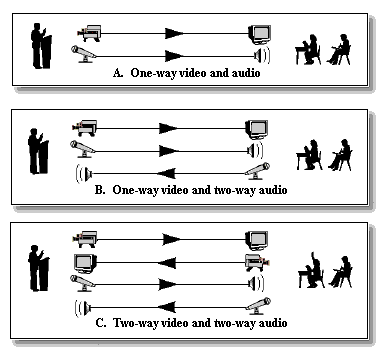 A. One-way video and audio
B. One-way video and two-way audio
C. Two-way video and two-way audio